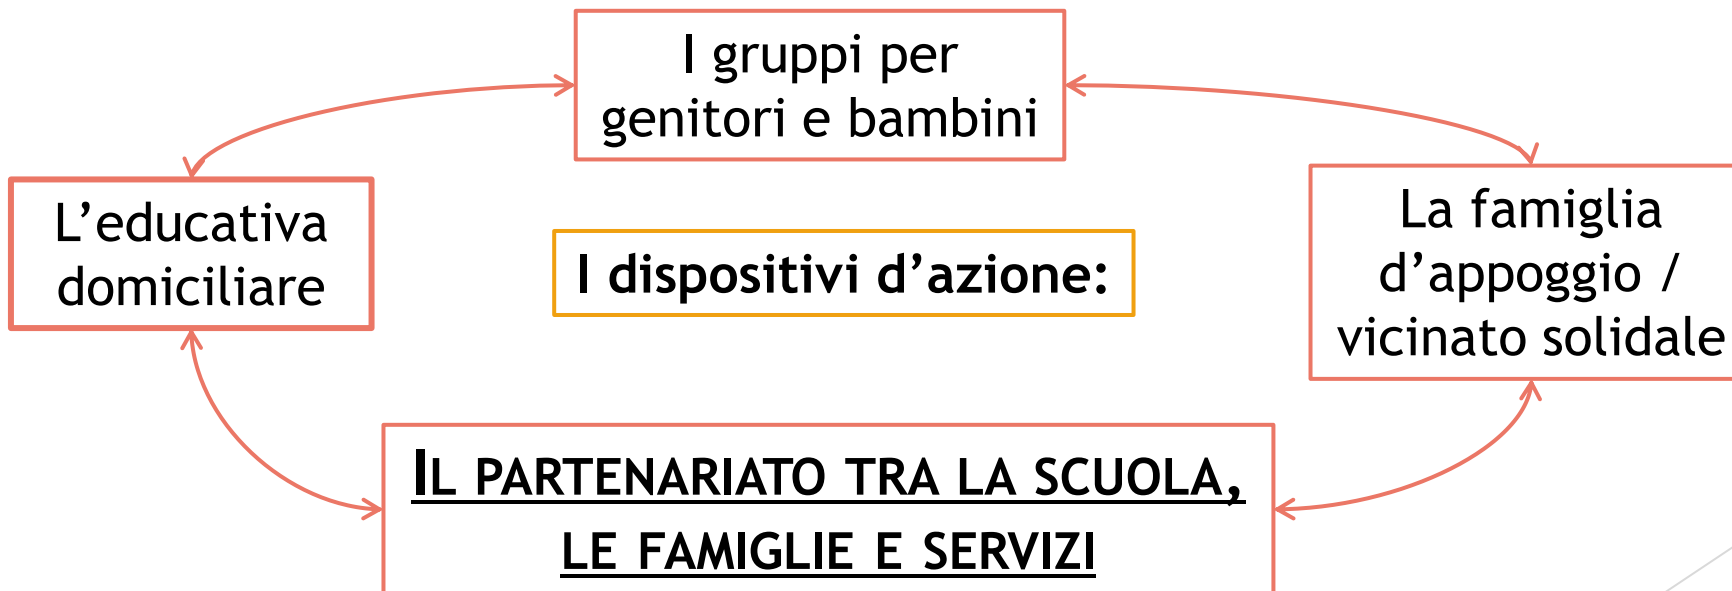 I gruppi per
genitori e bambini
L’educativa
domiciliare
I dispositivi d’azione:
La famiglia
d’appoggio /
vicinato solidale
IL PARTENARIATO TRA LA SCUOLA,
LE FAMIGLIE E SERVIZI